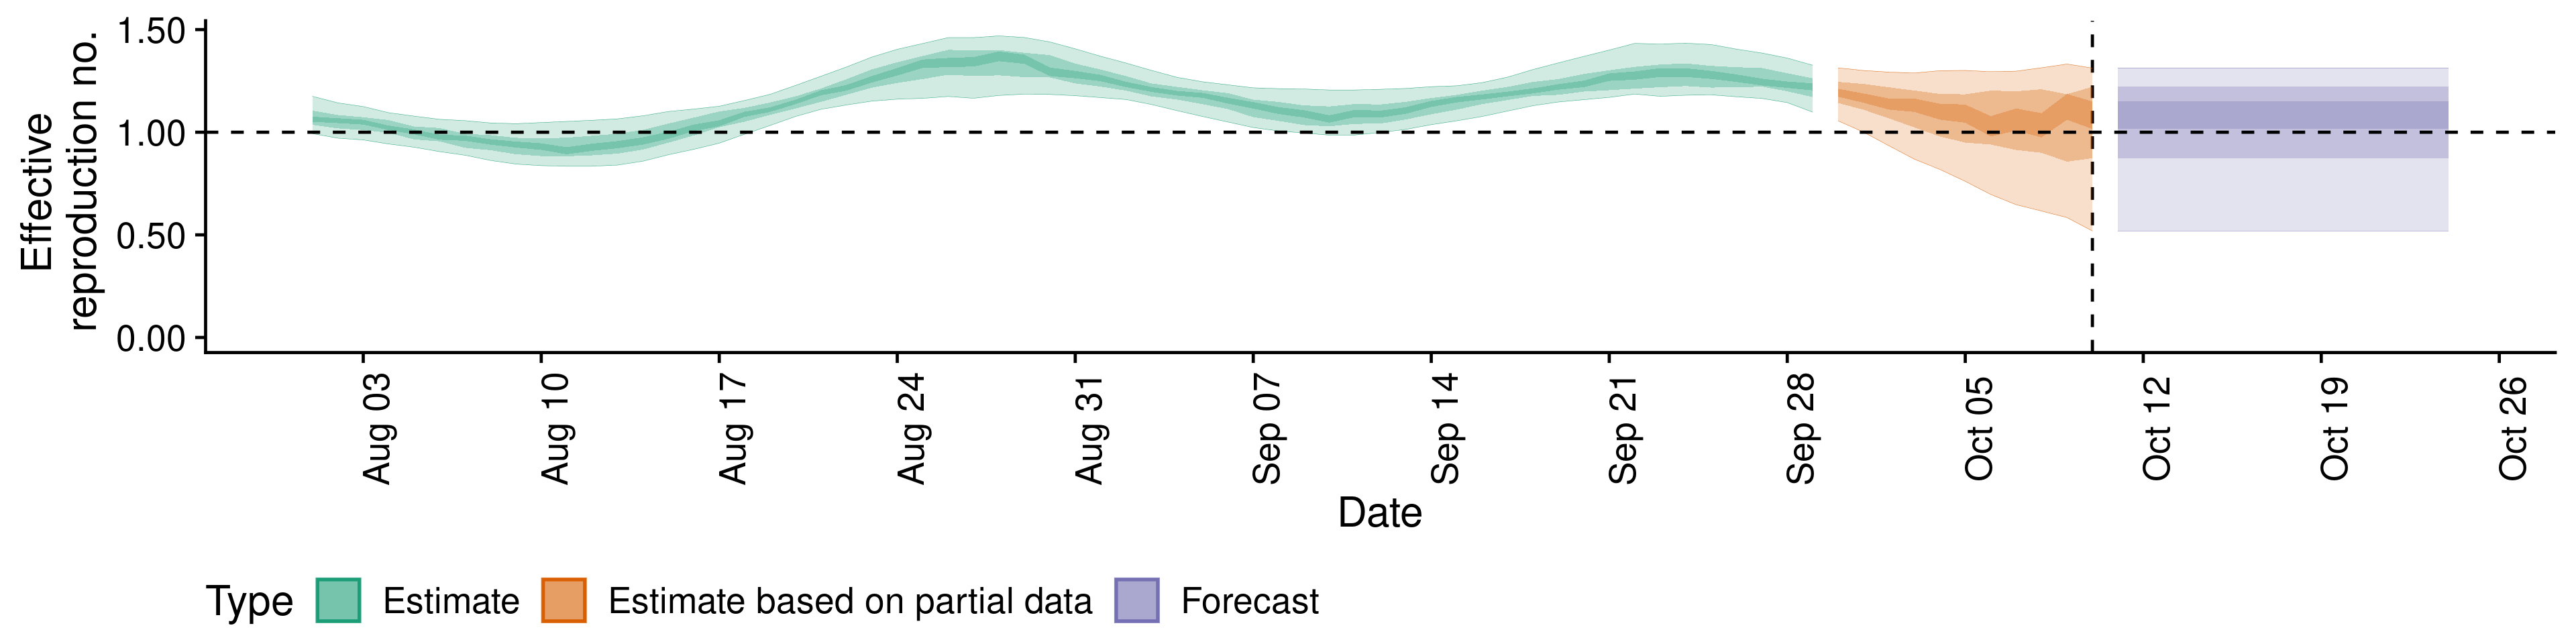 Effective
reproduction no.
1.50
1.00
0.50
0.00
Aug 03
Aug 10
Aug 17
Aug 24
Aug 31
Sep 07
Sep 14
Sep 21
Sep 28
Oct 05
Oct 12
Oct 19
Oct 26
Date
Type Estimate Estimate based on partial data Forecast